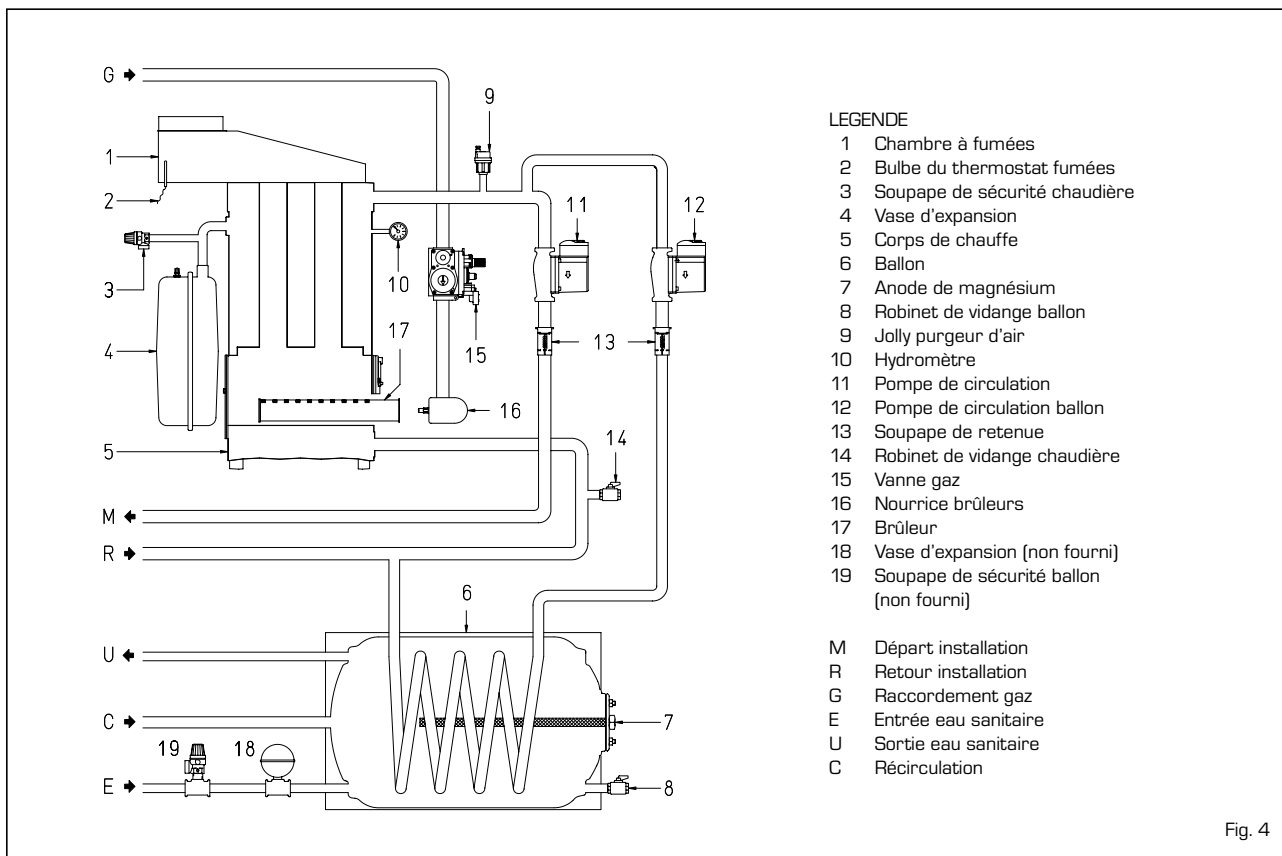 G
9
1
2
11
12
3
10
17
13
4
15
16
14
5
M
R
6
U
C
7
19
18
E
8
LEGENDE
1 Chambre à fumées
2 Bulbe du thermostat fumées
3 Soupape de sécurité chaudière
4 Vase d'expansion
5 Corps de chauffe
6 Ballon
7 Anode de magnésium
8 Robinet de vidange ballon
9 Jolly purgeur d'air
10 Hydromètre
11 Pompe de circulation
12 Pompe de circulation ballon
13 Soupape de retenue
14 Robinet de vidange chaudière
15 Vanne gaz
16 Nourrice brûleurs
17 Brûleur
18 Vase d'expansion (non fourni)
19 Soupape de sécurité ballon
(non fourni)
M Départ installation
R Retour installation
G Raccordement gaz
E Entrée eau sanitaire
U Sortie eau sanitaire
C Récirculation
Fig. 4